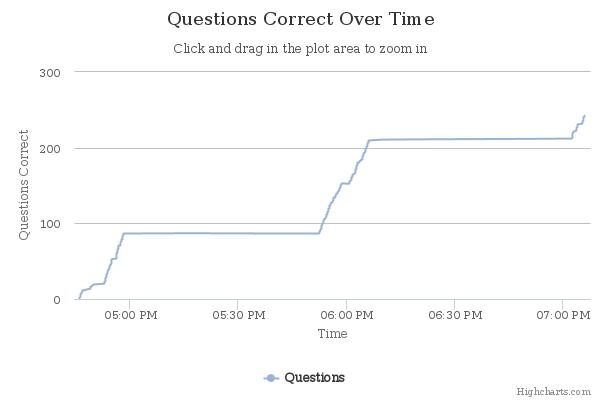 Questions Correct Over Time
Click and drag in the plot area to zoom in
Questions Correct
300
200
100
0
05:00 PM 05:30 PM 06:00 PM 06:30 PM 07:00 PM
Time
Questions
Highcharts.com